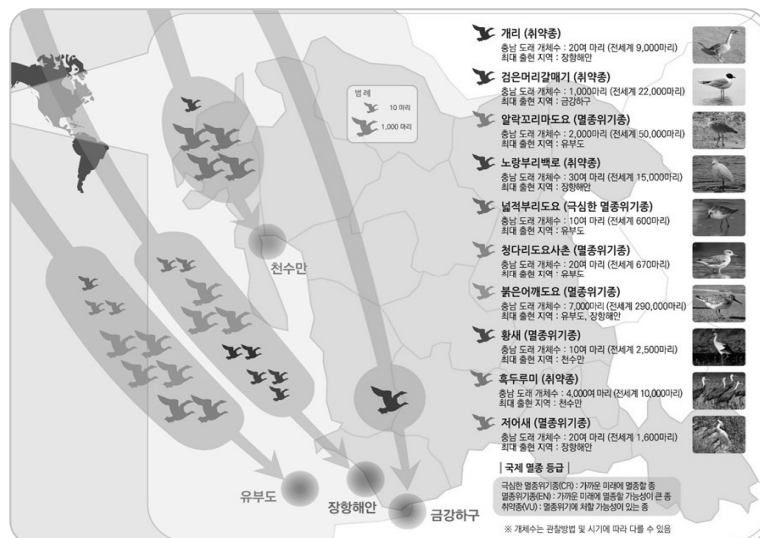 범 례
10 마리
1,000 마리
천수만
유부도
장항해안
금강하구
개리 (취약종)
충남 도래 개체수 : 20여 마리 (전세계 9,000마리)
최대 출현 지역 : 장항해안
검은머리갈매기 (취약종)
충남 도래 개체수 : 1,000마리 (전세계 22,000마리)
최대 출현 지역 : 금강하구
알락꼬리마도요 (멸종위기종)
충남 도래 개체수 : 2,000마리 (전세계 50,000마리)
최대 출현 지역 : 유부도
노랑부리백로 (취약종)
충남 도래 개체수 : 30여 마리 (전세계 15,000마리)
최대 출현 지역 : 장항해안
넓적부리도요 (극심한 멸종위기종)
충남 도래 개체수 : 10여 마리 (전세계 600마리)
최대 출현 지역 : 유부도
청다리도요사촌 (멸종위기종)
충남 도래 개체수 : 20여 마리 (전세계 670마리)
최대 출현 지역 : 유부도
붉은어깨도요 (멸종위기종)
충남 도래 개체수 : 7,000마리 (전세계 290,000마리)
최대 출현 지역 : 유부도, 장항해안
황새 (멸종위기종)
충남 도래 개체수 : 10여 마리 (전세계 2,500마리)
최대 출현 지역 : 천수만
흑두루미 (취약종)
충남 도래 개체수 : 4,000여 마리 (전세계 10,000마리)
최대 출현 지역 : 천수만
저어새 (멸종위기종)
충남 도래 개체수 : 20여 마리 (전세계 1,600마리)
최대 출현 지역 : 장항해안
| 국제 멸종 등급 |
극심한 멸종위기종(CR) : 가까운 미래에 멸종할 종
멸종위기종(EN) : 가까운 미래에 멸종할 가능성이 큰 종
취약종(VU) : 멸종위기에 처할 가능성이 있는 종
※ 개체수는 관찰방법 및 시기에 따라 다를 수 있음